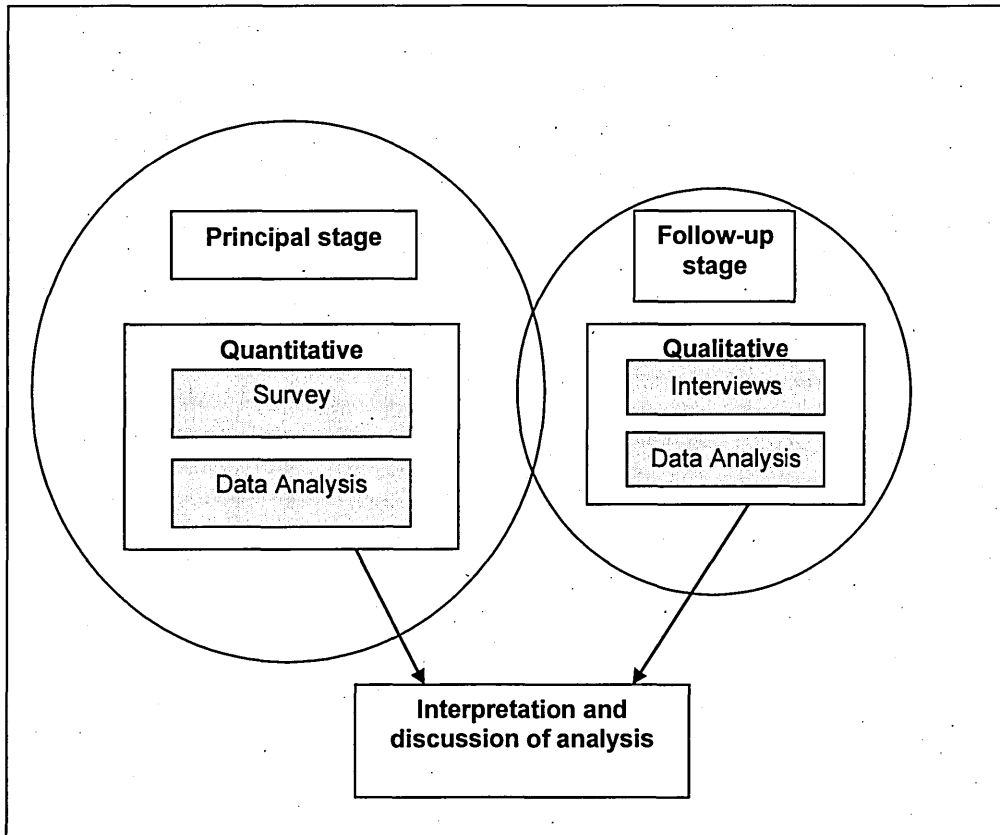 Principal stage
Quantitative
Survey
Data Analysis
Follow-up
stage
Qualitative
Interviews
Data Analysis
Interpretation and
discussion of analysis